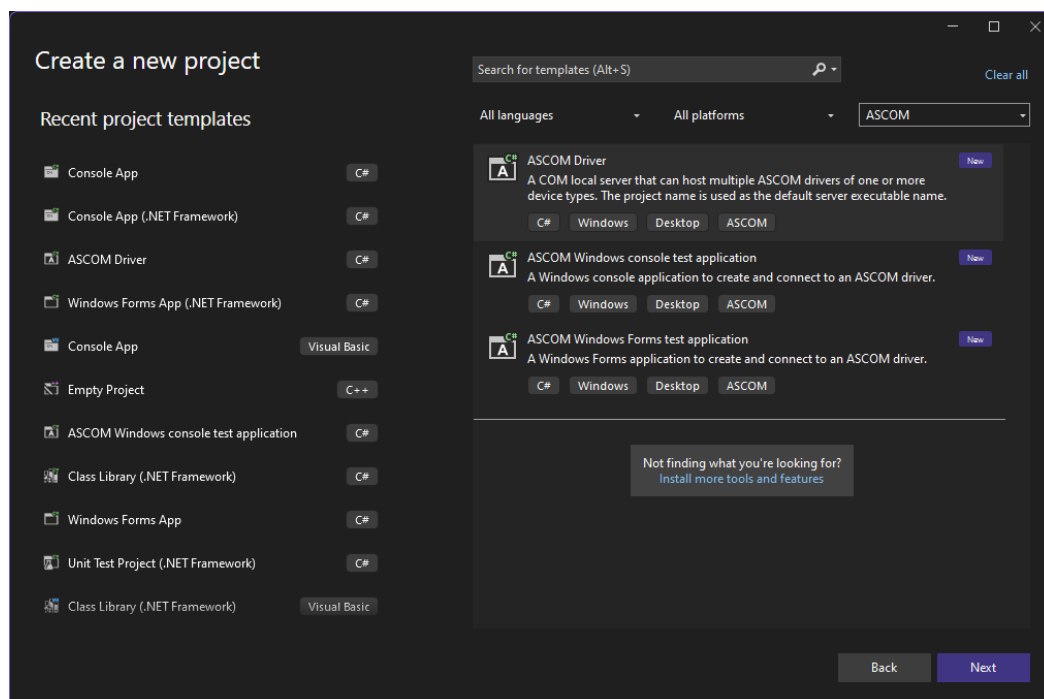 Create a new project
Recent project templates
Console App C#
Console App (.NET Framework) C#
ASCOM Driver C#
Windows Forms App (.NET Framework) C#
Console App Visual Basic
Empty Project C++
ASCOM Windows console test application C#
Class Library (.NET Framework) C#
Windows Forms App C#
Unit Test Project (.NET Framework) C#
Class Library (.NET Framework) Visual Basic
Search for templates (Alt+S)
Clear all
All languages All platforms ASCOM
ASCOM Driver New
A COM local server that can host multiple ASCOM drivers of one or more
device types. The project name is used as the default server executable name.
C# Windows Desktop ASCOM
ASCOM Windows console test application New
A Windows console application to create and connect to an ASCOM driver.
C# Windows Desktop ASCOM
ASCOM Windows Forms test application New
A Windows Forms application to create and connect to an ASCOM driver.
C# Windows Desktop ASCOM
Not finding what you're looking for?
Install more tools and features
Back Next